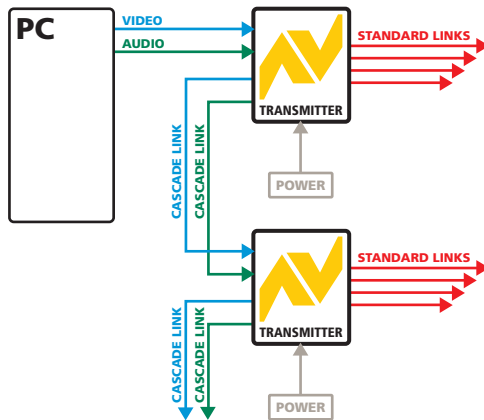 PC
VIDEO
AUDIO
STANDARD LINKS
TRANSMITTER
CASCADE LINK
CASCADE LINK
POWER
STANDARD LINKS
TRANSMITTER
CASCADE LINK
CASCADE LINK
POWER